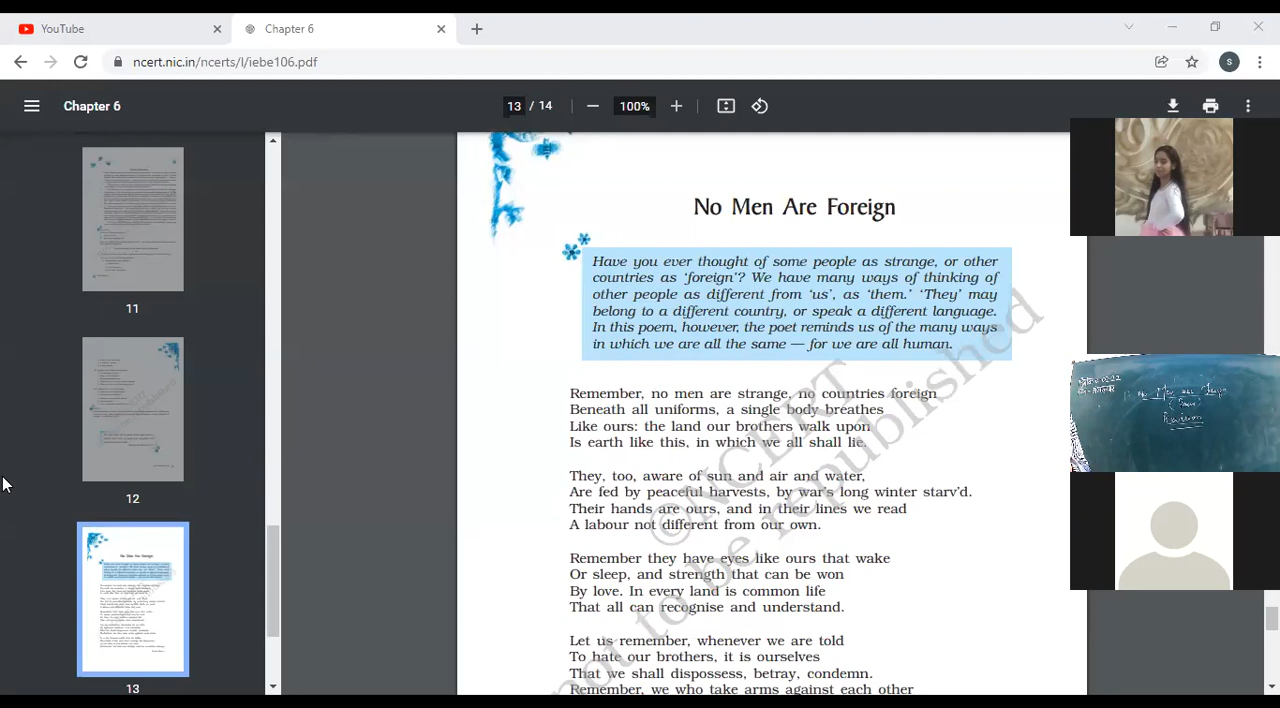 YouTube
Chapter 6
ncert.nic.in/ncerts/l/iebe106.pdf
S
Chapter 6
13 / 14
100%
11
12
13
No Men Are Foreign
Have you ever thought of some people as strange, or other
countries as ‘foreign’? We have many ways of thinking of
other people as different from ‘us’, as ‘them.’ ‘They’ may
belong to a different country, or speak a different language.
In this poem, however, the poet reminds us of the many ways
in which we are all the same — for we are all human.
Remember, no men are strange, no countries foreign
Beneath all uniforms, a single body breathes
Like ours: the land our brothers walk upon
Is earth like this, in which we all shall lie.
They, too, aware of sun and air and water,
Are fed by peaceful harvests, by war’s long winter starv’d.
Their hands are ours, and in their lines we read
A labour not different from our own.
Remember they have eyes like ours that wake
Or sleep, and strength that can be won
By love. In every land is common life
That all can recognise and understand.
Let us remember, whenever we are told
To hate our brothers, it is ourselves
That we shall dispossess, betray, condemn.
Remember, we who take arms against each other
©NCERT
not to be republished